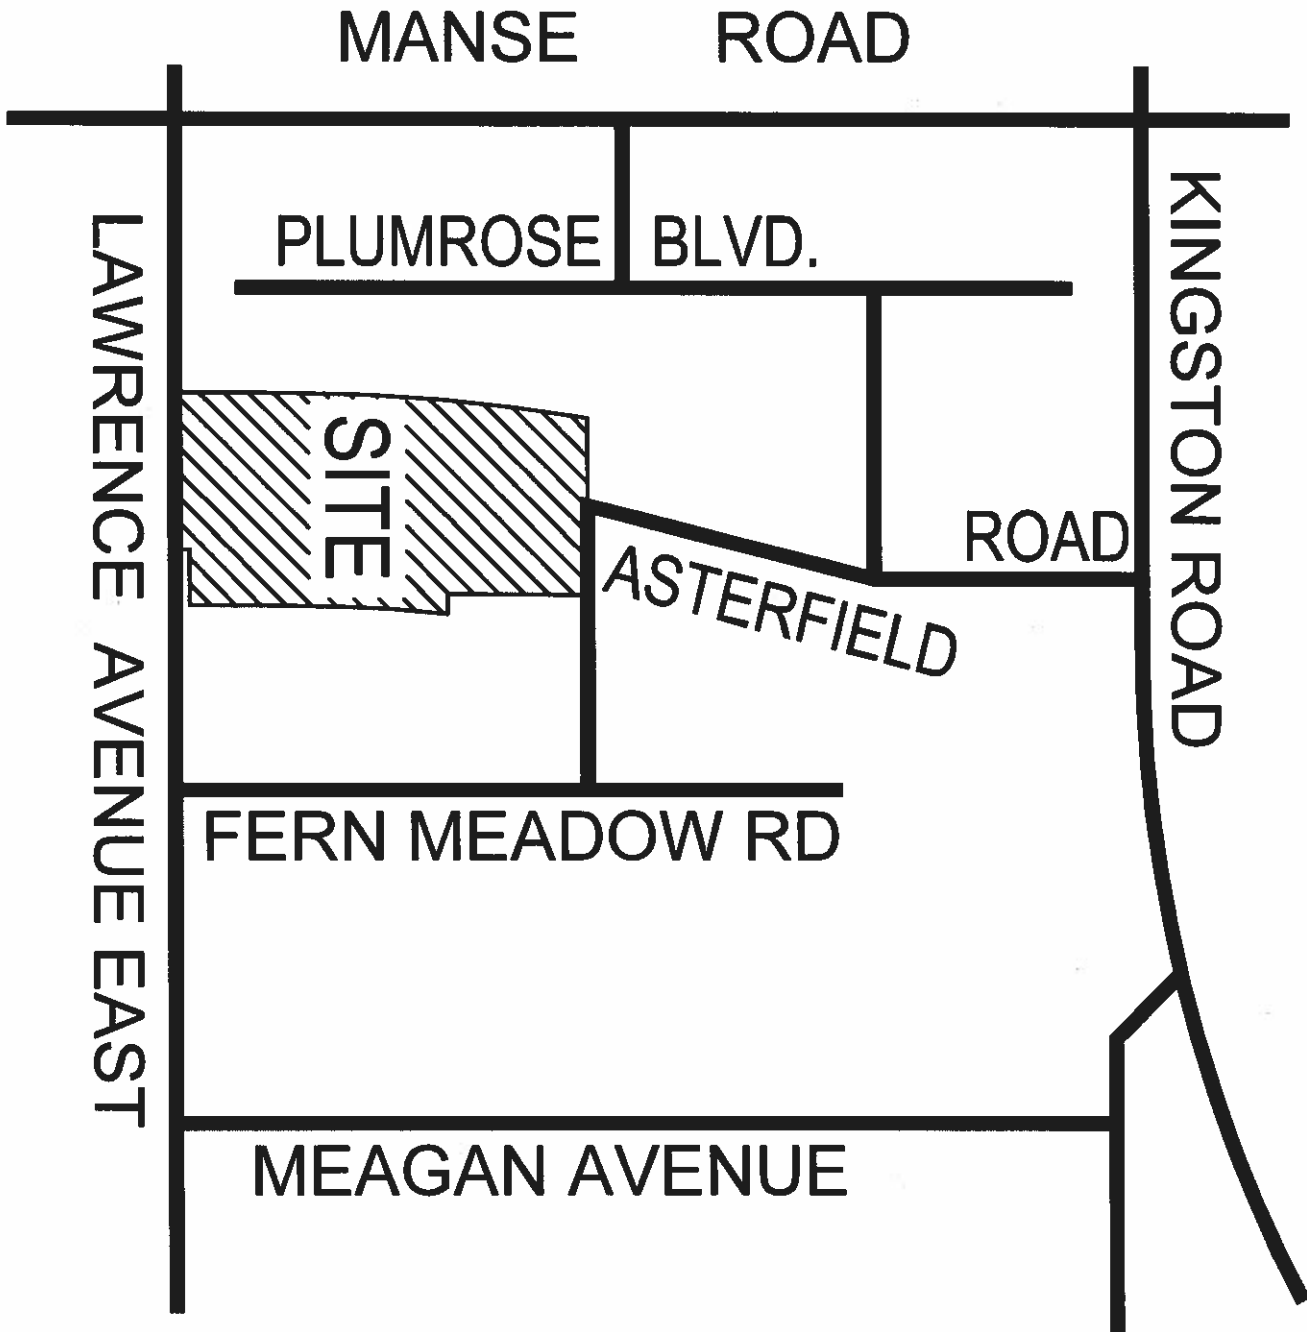 MANSE ROAD
PLUMROSE BLVD.
KINGSTON ROAD
LAWRENCE AVENUE EAST
SITE
ASTERFIELD ROAD
FERN MEADOW RD
MEAGAN AVENUE